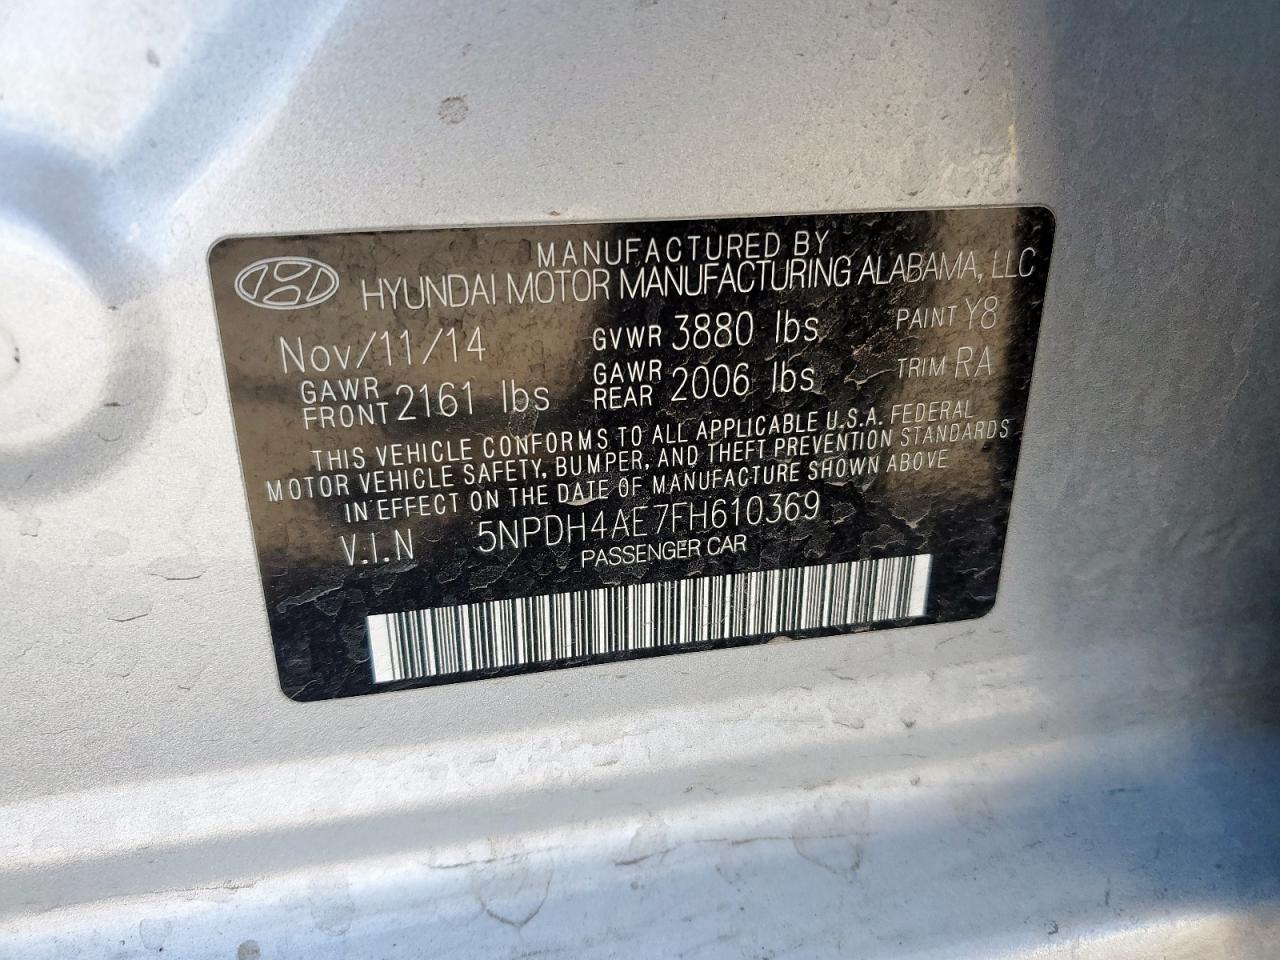 MANUFACTURED BY
HYUNDAI MOTOR MANUFACTURING ALABAMA, LLC
Nov/11/14 GVWR 3880 lbs PAINT Y8
GAWR FRONT 2161 lbs GAWR REAR 2006 lbs TRIM RA
THIS VEHICLE CONFORMS TO ALL APPLICABLE U.S.A. FEDERAL
MOTOR VEHICLE SAFETY, BUMPER, AND THEFT PREVENTION STANDARDS
IN EFFECT ON THE DATE OF MANUFACTURE SHOWN ABOVE
V.I.N 5NPDH4AE7FH610369
PASSENGER CAR